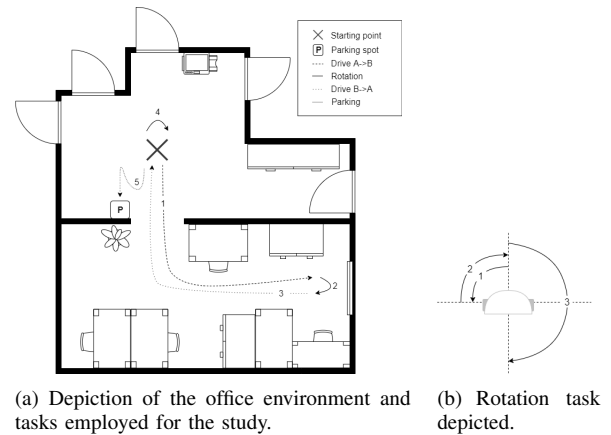 Starting point
P Parking spot
Drive A->B
Rotation
Drive B->A
Parking
4
5
P
1
2
3
2
1
3
(a) Depiction of the office environment and
tasks employed for the study.
(b) Rotation task
depicted.